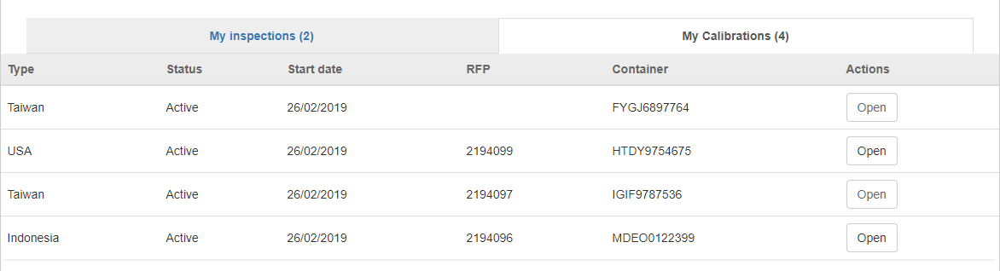 My inspections (2) My Calibrations (4)
Type Status Start date RFP Container Actions
Taiwan Active 26/02/2019 FYGJ6897764 Open
USA Active 26/02/2019 2194099 HTDY9754675 Open
Taiwan Active 26/02/2019 2194097 IGIF9787536 Open
Indonesia Active 26/02/2019 2194096 MDEO0122399 Open